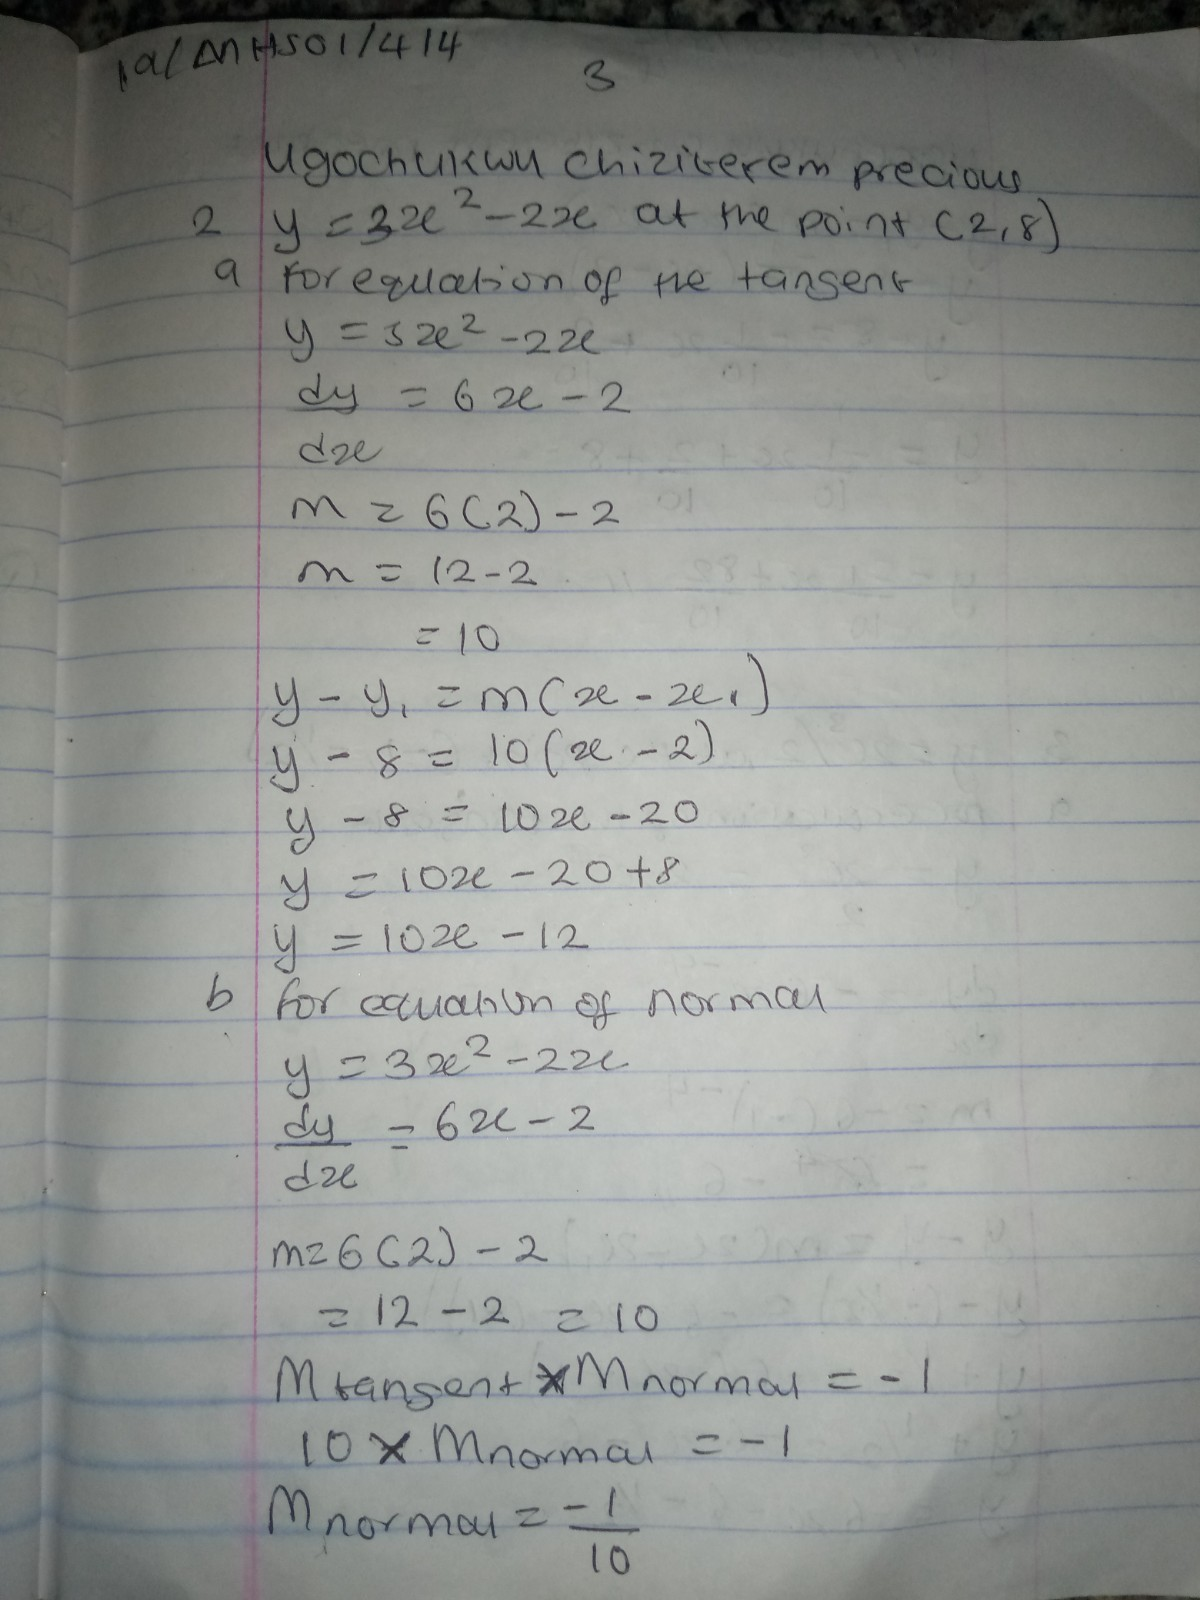 19/MHS01/414
3
Ugochukwu Chiziterem precious
2 y = 3x² - 2x at the point (2,8)
a For equation of the tangent
y = 3x² - 2x
dy = 6x - 2
dx
m = 6(2) - 2
m = 12 - 2
= 10
y - y₁ = m(x - x₁)
y - 8 = 10(x - 2)
y - 8 = 10x - 20
y = 10x - 20 + 8
y = 10x - 12
b For equation of normal
y = 3x² - 2x
dy = 6x - 2
dx
m = 6(2) - 2
= 12 - 2 = 10
Mtangent × Mnormal = -1
10 × Mnormal = -1
Mnormal = -1
10